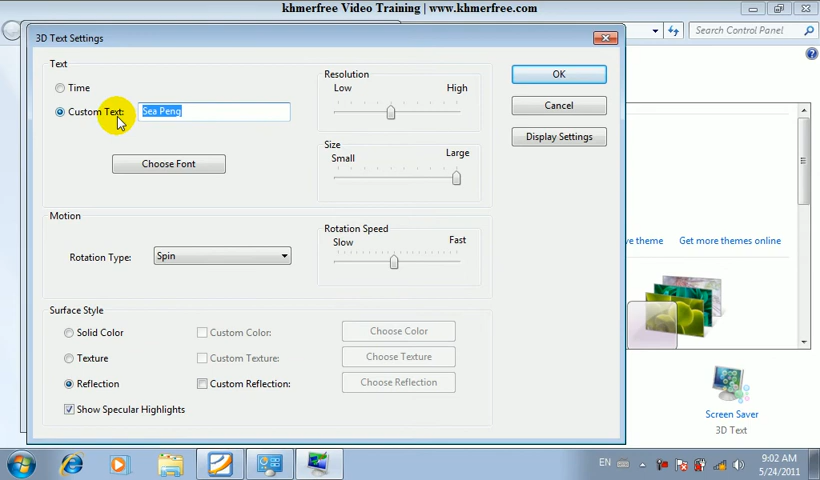 khmerfree Video Training | www.khmerfree.com
Search Control Panel
3D Text Settings
Text
Time
Custom Text:
Sea Peng
Choose Font
Resolution
Low
High
Size
Small
Large
OK
Cancel
Display Settings
Motion
Rotation Type:
Spin
Rotation Speed
Slow
Fast
Surface Style
Solid Color
Custom Color:
Choose Color
Texture
Custom Texture:
Choose Texture
Reflection
Custom Reflection:
Choose Reflection
Show Specular Highlights
theme
Get more themes online
Screen Saver
3D Text
EN
9:02 AM
5/24/2011